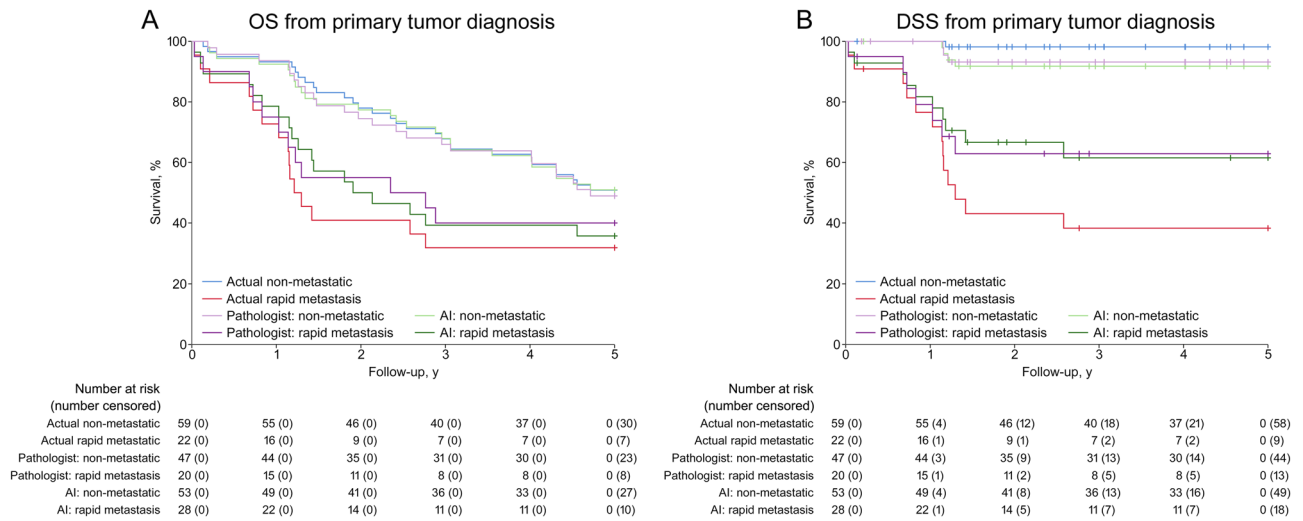 A
OS from primary tumor diagnosis
100
80
60
40
20
0
Survival, %
Actual non-metastatic
Actual rapid metastasis
Pathologist: non-metastatic
AI: non-metastatic
Pathologist: rapid metastasis
AI: rapid metastasis
0 1 2 3 4 5
Follow-up, y
Number at risk
(number censored)
Actual non-metastatic 59 (0) 55 (0) 46 (0) 40 (0) 37 (0) 0 (30)
Actual rapid metastatic 22 (0) 16 (0) 9 (0) 7 (0) 7 (0) 0 (7)
Pathologist: non-metastatic 47 (0) 44 (0) 35 (0) 31 (0) 30 (0) 0 (23)
Pathologist: rapid metastasis 20 (0) 15 (0) 11 (0) 8 (0) 8 (0) 0 (8)
AI: non-metastatic 53 (0) 49 (0) 41 (0) 36 (0) 33 (0) 0 (27)
AI: rapid metastasis 28 (0) 22 (0) 14 (0) 11 (0) 11 (0) 0 (10)
B
DSS from primary tumor diagnosis
100
80
60
40
20
0
Survival, %
Actual non-metastatic
Actual rapid metastasis
Pathologist: non-metastatic
AI: non-metastatic
Pathologist: rapid metastasis
AI: rapid metastasis
0 1 2 3 4 5
Follow-up, y
Number at risk
(number censored)
Actual non-metastatic 59 (0) 55 (4) 46 (12) 40 (18) 37 (21) 0 (58)
Actual rapid metastatic 22 (0) 16 (1) 9 (1) 7 (2) 7 (2) 0 (9)
Pathologist: non-metastatic 47 (0) 44 (3) 35 (9) 31 (13) 30 (14) 0 (44)
Pathologist: rapid metastasis 20 (0) 15 (1) 11 (2) 8 (5) 8 (5) 0 (13)
AI: non-metastatic 53 (0) 49 (4) 41 (8) 36 (13) 33 (16) 0 (49)
AI: rapid metastasis 28 (0) 22 (1) 14 (5) 11 (7) 11 (7) 0 (18)